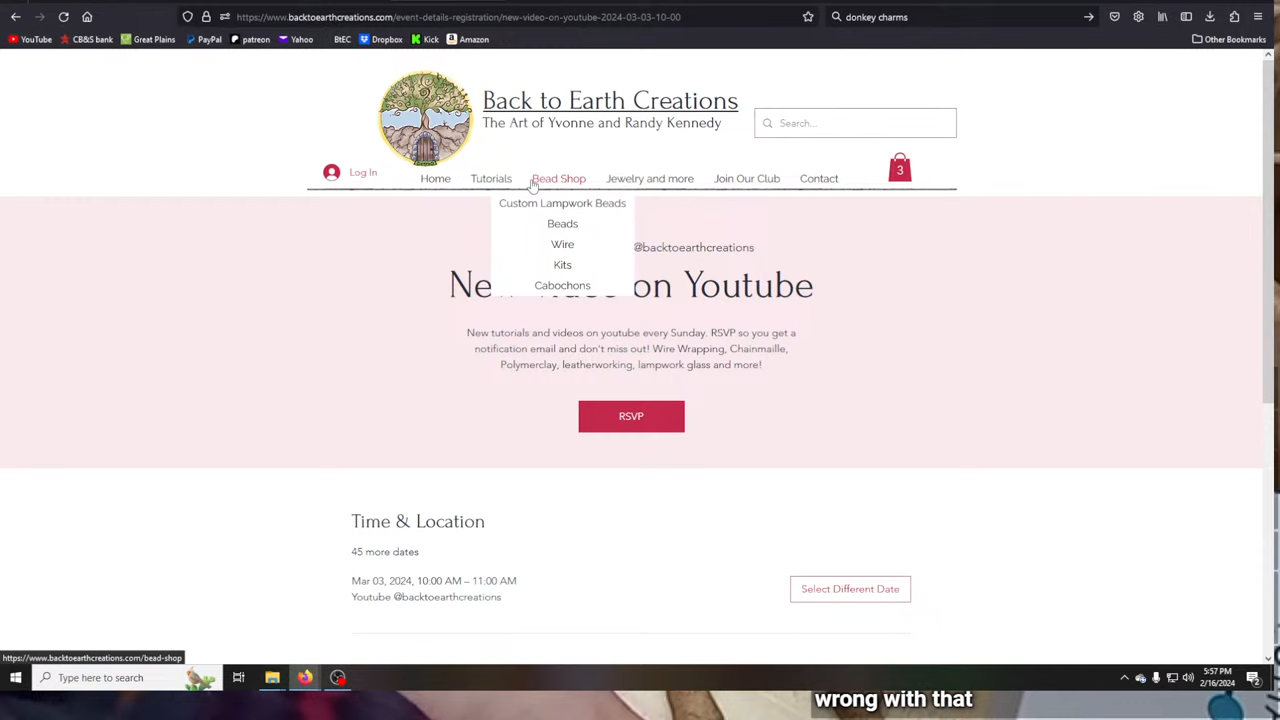 https://www.backtoearthcreations.com/event-details-registration/new-video-on-youtube-2024-03-03-10-00
donkey charms
YouTube CB&S bank Great Plains PayPal patreon Yahoo BtEC Dropbox Kick Amazon Other Bookmarks
Back to Earth Creations
The Art of Yvonne and Randy Kennedy
Search...
Log In
Home Tutorials Bead Shop Jewelry and more Join Our Club Contact
3
Custom Lampwork Beads
Beads
Wire
Kits
Cabochons
@backtoearthcreations
on Youtube
New tutorials and videos on youtube every Sunday. RSVP so you get a
notification email and don't miss out! Wire Wrapping, Chainmaille,
Polymerclay, leatherworking, lampwork glass and more!
RSVP
Time & Location
45 more dates
Mar 03, 2024, 10:00 AM – 11:00 AM
Youtube @backtoearthcreations
Select Different Date
https://www.backtoearthcreations.com/bead-shop
Type here to search
5:57 PM
2/16/2024
2
wrong with that